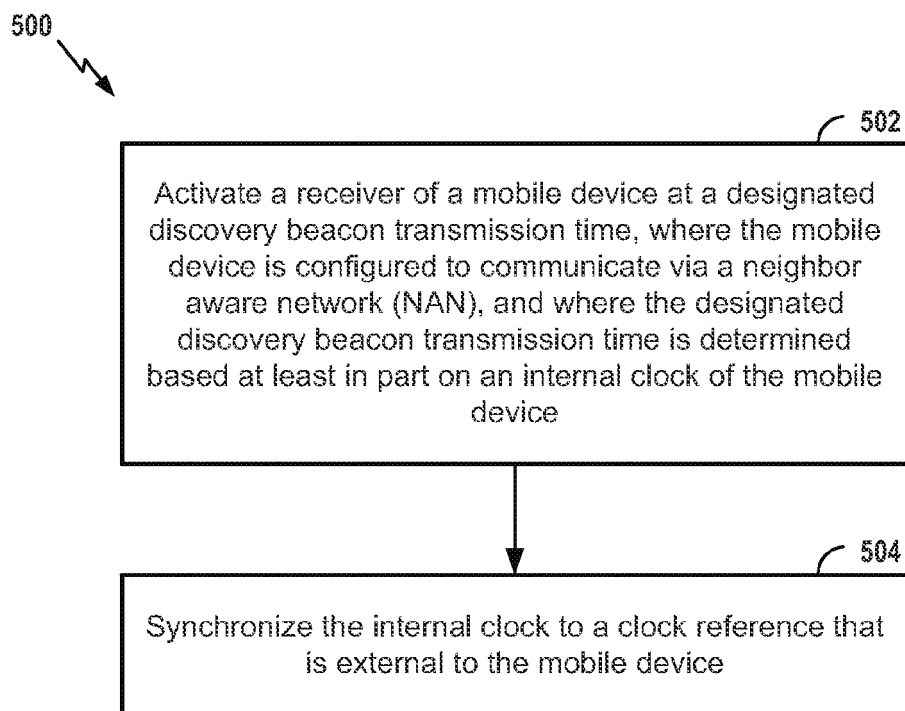 500
502
Activate a receiver of a mobile device at a designated
discovery beacon transmission time, where the mobile
device is configured to communicate via a neighbor
aware network (NAN), and where the designated
discovery beacon transmission time is determined
based at least in part on an internal clock of the mobile
device
504
Synchronize the internal clock to a clock reference that
is external to the mobile device